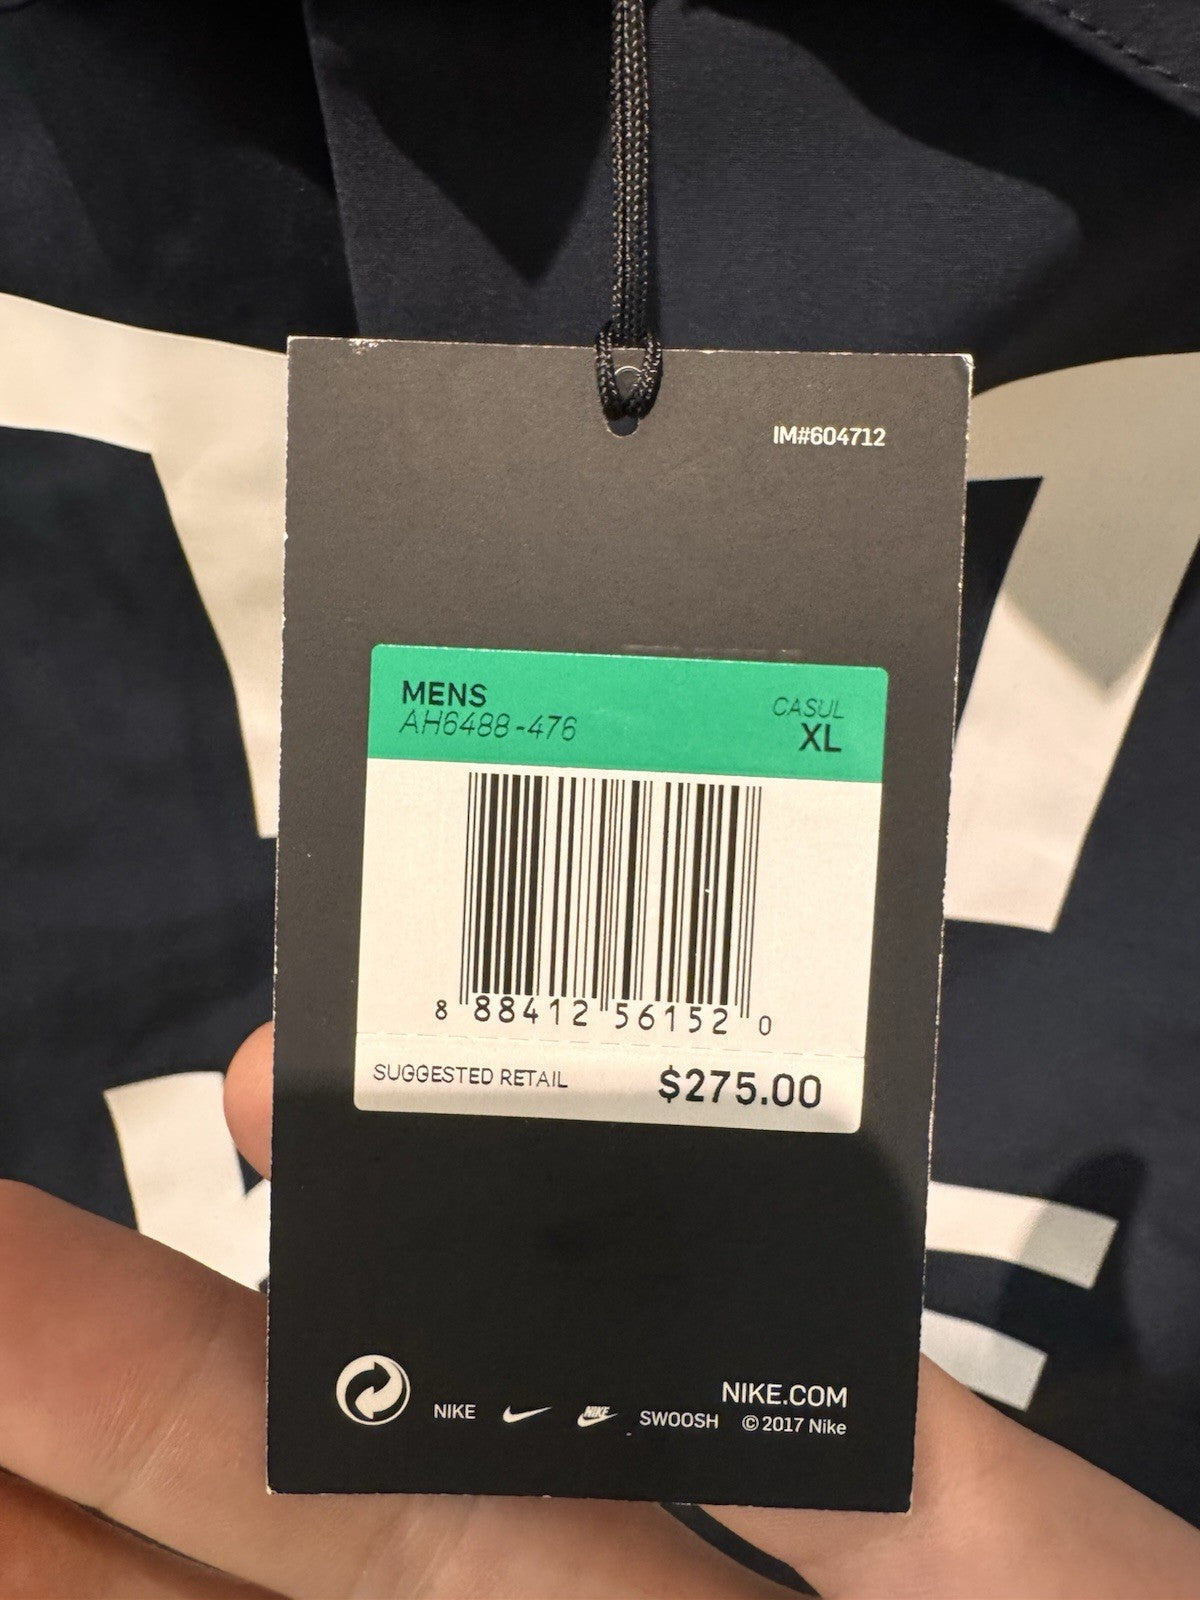 IM#604712
MENS
AH6488-476
CASUL
XL
8 88412 56152 0
SUGGESTED RETAIL $275.00
NIKE NIKE SWOOSH
NIKE.COM
© 2017 Nike